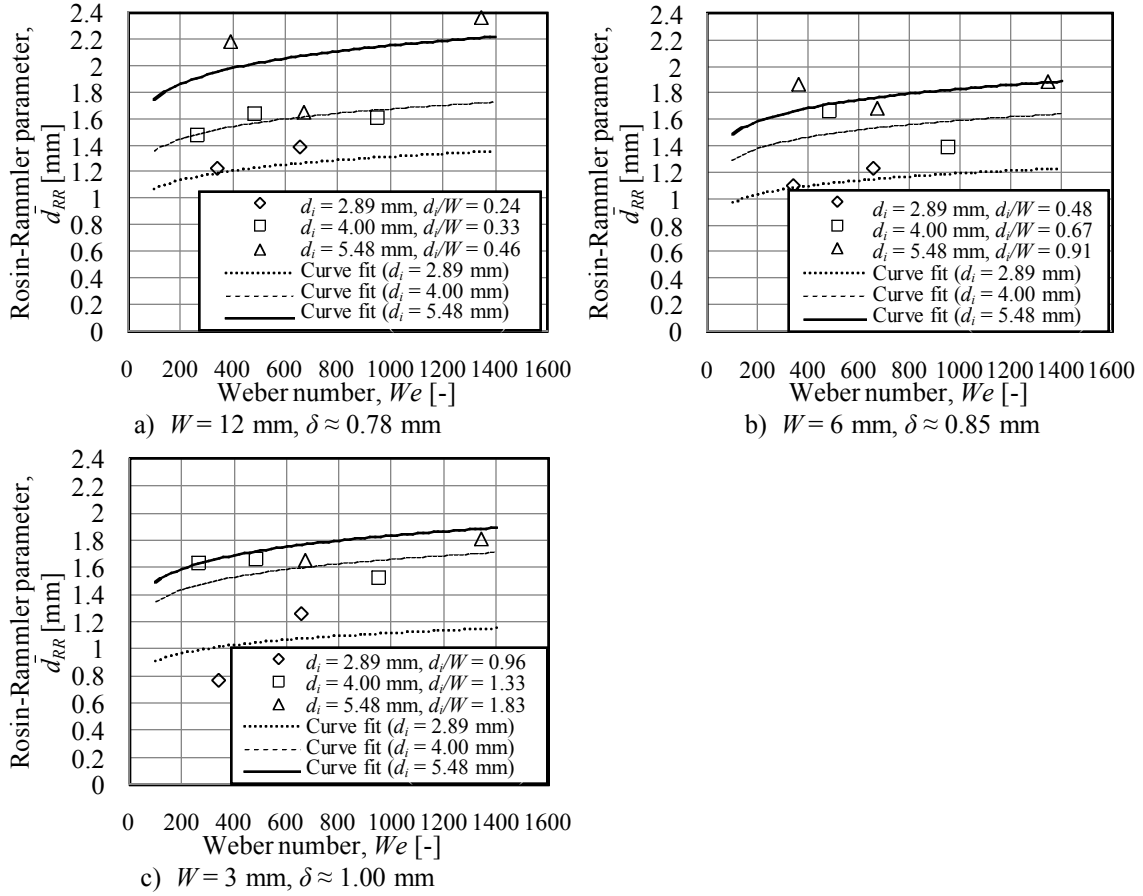 Rosin-Rammler parameter,
d̄RR [mm]
2.4
2.2
2
1.8
1.6
1.4
1.2
1
0.8
0.6
0.4
0.2
0
di = 2.89 mm, di/W = 0.24
di = 4.00 mm, di/W = 0.33
di = 5.48 mm, di/W = 0.46
Curve fit (di = 2.89 mm)
Curve fit (di = 4.00 mm)
Curve fit (di = 5.48 mm)
0 200 400 600 800 1000 1200 1400 1600
Weber number, We [-]
a) W = 12 mm, δ ≈ 0.78 mm
Rosin-Rammler parameter,
d̄RR [mm]
2.4
2.2
2
1.8
1.6
1.4
1.2
1
0.8
0.6
0.4
0.2
0
di = 2.89 mm, di/W = 0.48
di = 4.00 mm, di/W = 0.67
di = 5.48 mm, di/W = 0.91
Curve fit (di = 2.89 mm)
Curve fit (di = 4.00 mm)
Curve fit (di = 5.48 mm)
0 200 400 600 800 1000 1200 1400 1600
Weber number, We [-]
b) W = 6 mm, δ ≈ 0.85 mm
Rosin-Rammler parameter,
d̄RR [mm]
2.4
2.2
2
1.8
1.6
1.4
1.2
1
0.8
0.6
0.4
0.2
0
di = 2.89 mm, di/W = 0.96
di = 4.00 mm, di/W = 1.33
di = 5.48 mm, di/W = 1.83
Curve fit (di = 2.89 mm)
Curve fit (di = 4.00 mm)
Curve fit (di = 5.48 mm)
0 200 400 600 800 1000 1200 1400 1600
Weber number, We [-]
c) W = 3 mm, δ ≈ 1.00 mm